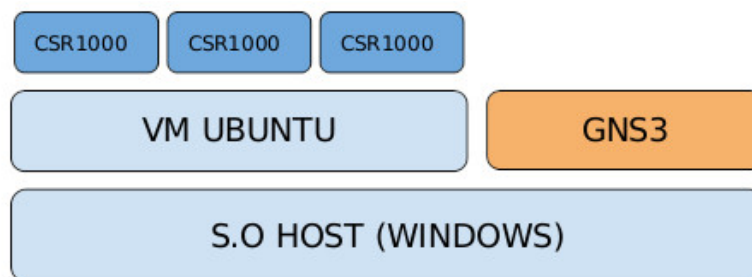 CSR1000 CSR1000 CSR1000
VM UBUNTU GNS3
S.O HOST (WINDOWS)